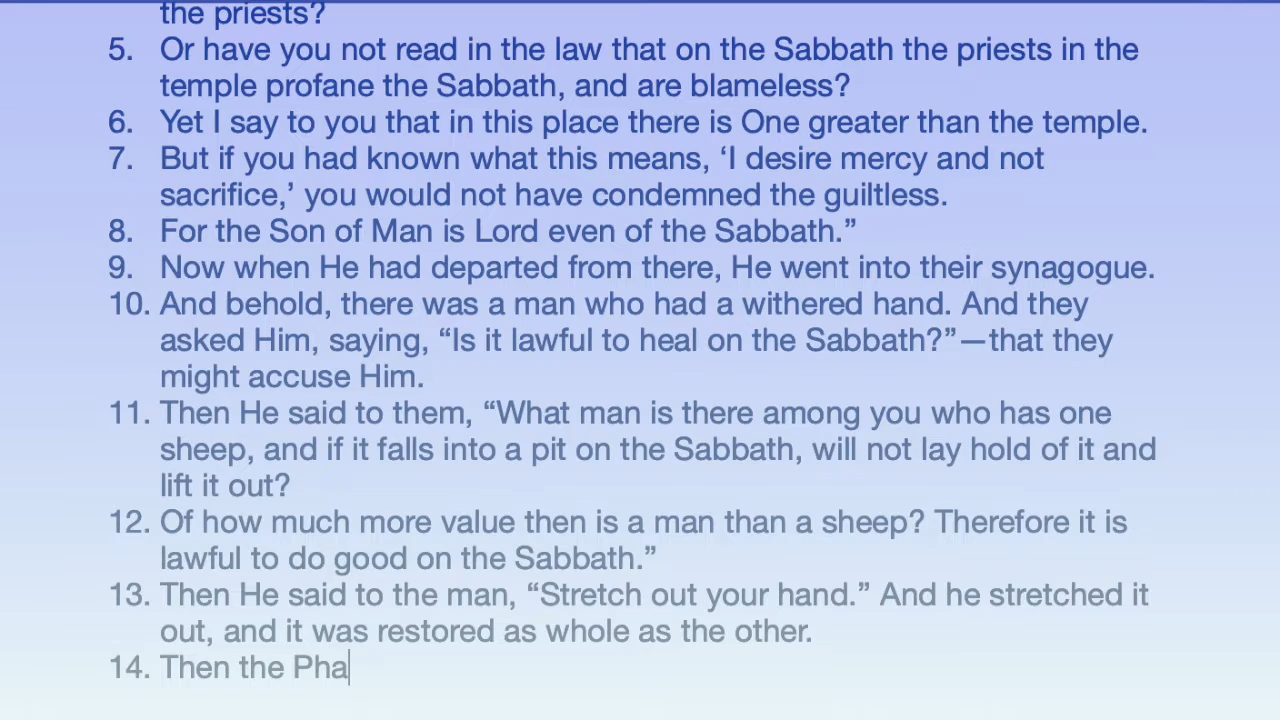 the priests?
5. Or have you not read in the law that on the Sabbath the priests in the
temple profane the Sabbath, and are blameless?
6. Yet I say to you that in this place there is One greater than the temple.
7. But if you had known what this means, ‘I desire mercy and not
sacrifice,’ you would not have condemned the guiltless.
8. For the Son of Man is Lord even of the Sabbath.”
9. Now when He had departed from there, He went into their synagogue.
10. And behold, there was a man who had a withered hand. And they
asked Him, saying, “Is it lawful to heal on the Sabbath?”—that they
might accuse Him.
11. Then He said to them, “What man is there among you who has one
sheep, and if it falls into a pit on the Sabbath, will not lay hold of it and
lift it out?
12. Of how much more value then is a man than a sheep? Therefore it is
lawful to do good on the Sabbath.”
13. Then He said to the man, “Stretch out your hand.” And he stretched it
out, and it was restored as whole as the other.
14. Then the Pha